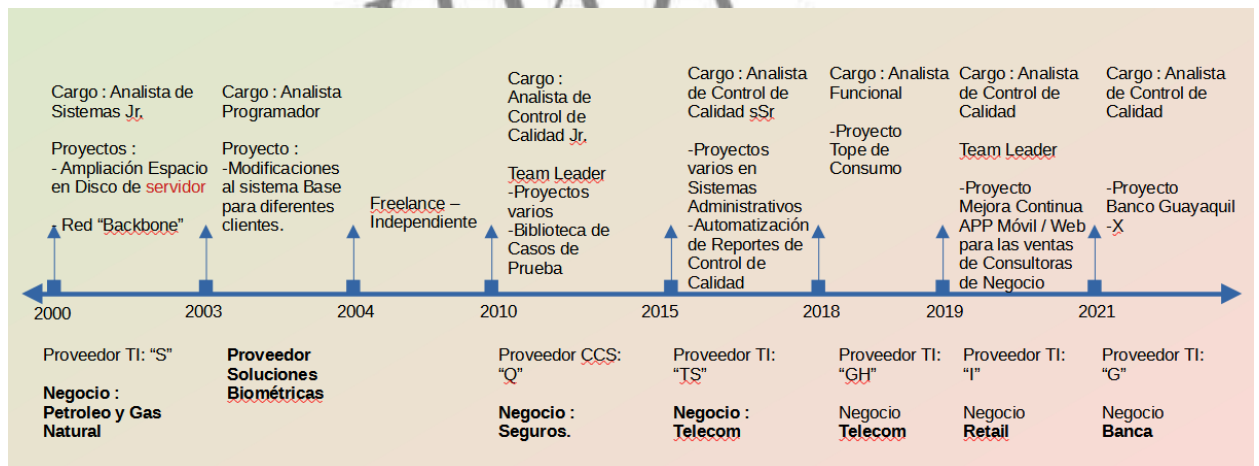 Cargo : Analista de
Sistemas Jr.
Proyectos :
- Ampliación Espacio
en Disco de servidor
- Red “Backbone”
Cargo : Analista
Programador
Proyecto :
-Modificaciones
al sistema Base
para diferentes
clientes.
Freelance –
Independiente
Cargo :
Analista de
Control de
Calidad Jr.
Team Leader
-Proyectos
varios
-Biblioteca de
Casos de
Prueba
Cargo : Analista
de Control de
Calidad sSr
-Proyectos
varios en
Sistemas
Administrativos
-Automatización
de Reportes de
Control de
Calidad
Cargo : Analista
Funcional
-Proyecto
Tope de
Consumo
Cargo : Analista
de Control de
Calidad
Team Leader
-Proyecto
Mejora Continua
APP Móvil / Web
para las ventas
de Consultoras
de Negocio
Cargo : Analista
de Control de
Calidad
-Proyecto
Banco Guayaquil
-X
2000
2003
2004
2010
2015
2018
2019
2021
Proveedor TI: “S”
Negocio :
Petroleo y Gas
Natural
Proveedor
Soluciones
Biométricas
Proveedor CCS:
“Q”
Negocio :
Seguros.
Proveedor TI:
“TS”
Negocio :
Telecom
Proveedor TI:
“GH”
Negocio
Telecom
Proveedor TI:
“I”
Negocio
Retail
Proveedor TI:
“G”
Negocio
Banca